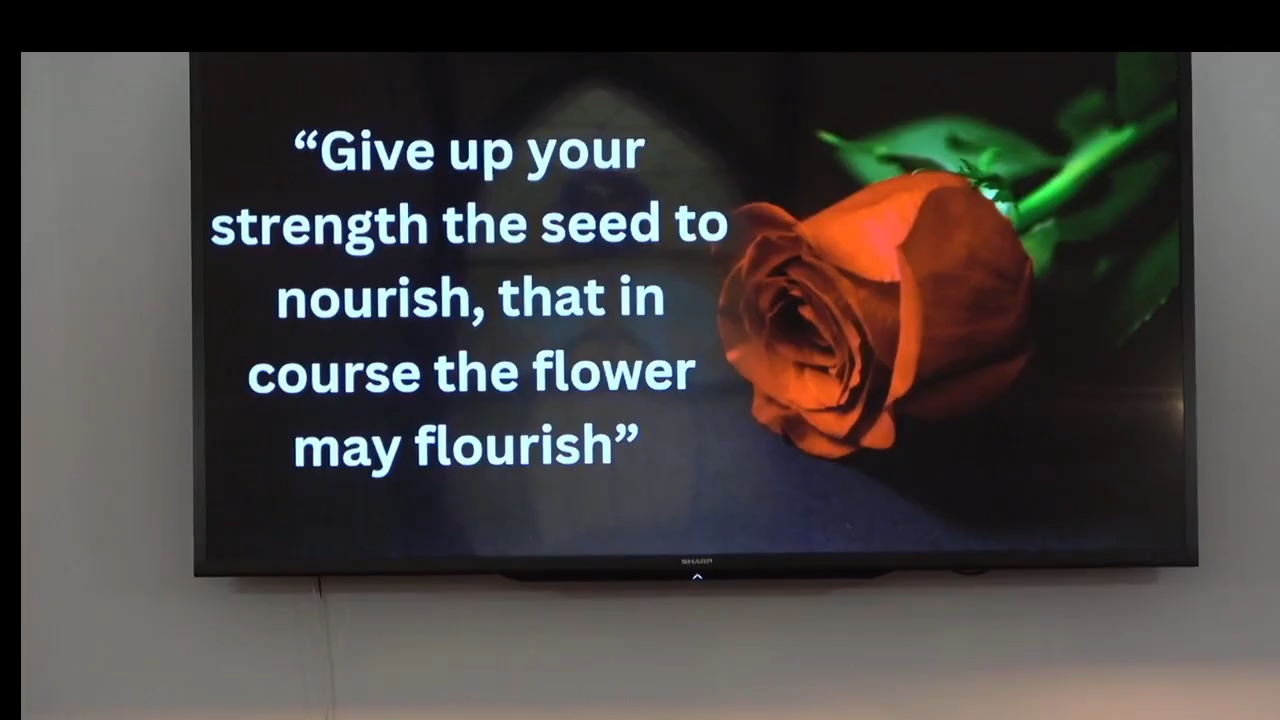 “Give up your
strength the seed to
nourish, that in
course the flower
may flourish”
SHARP